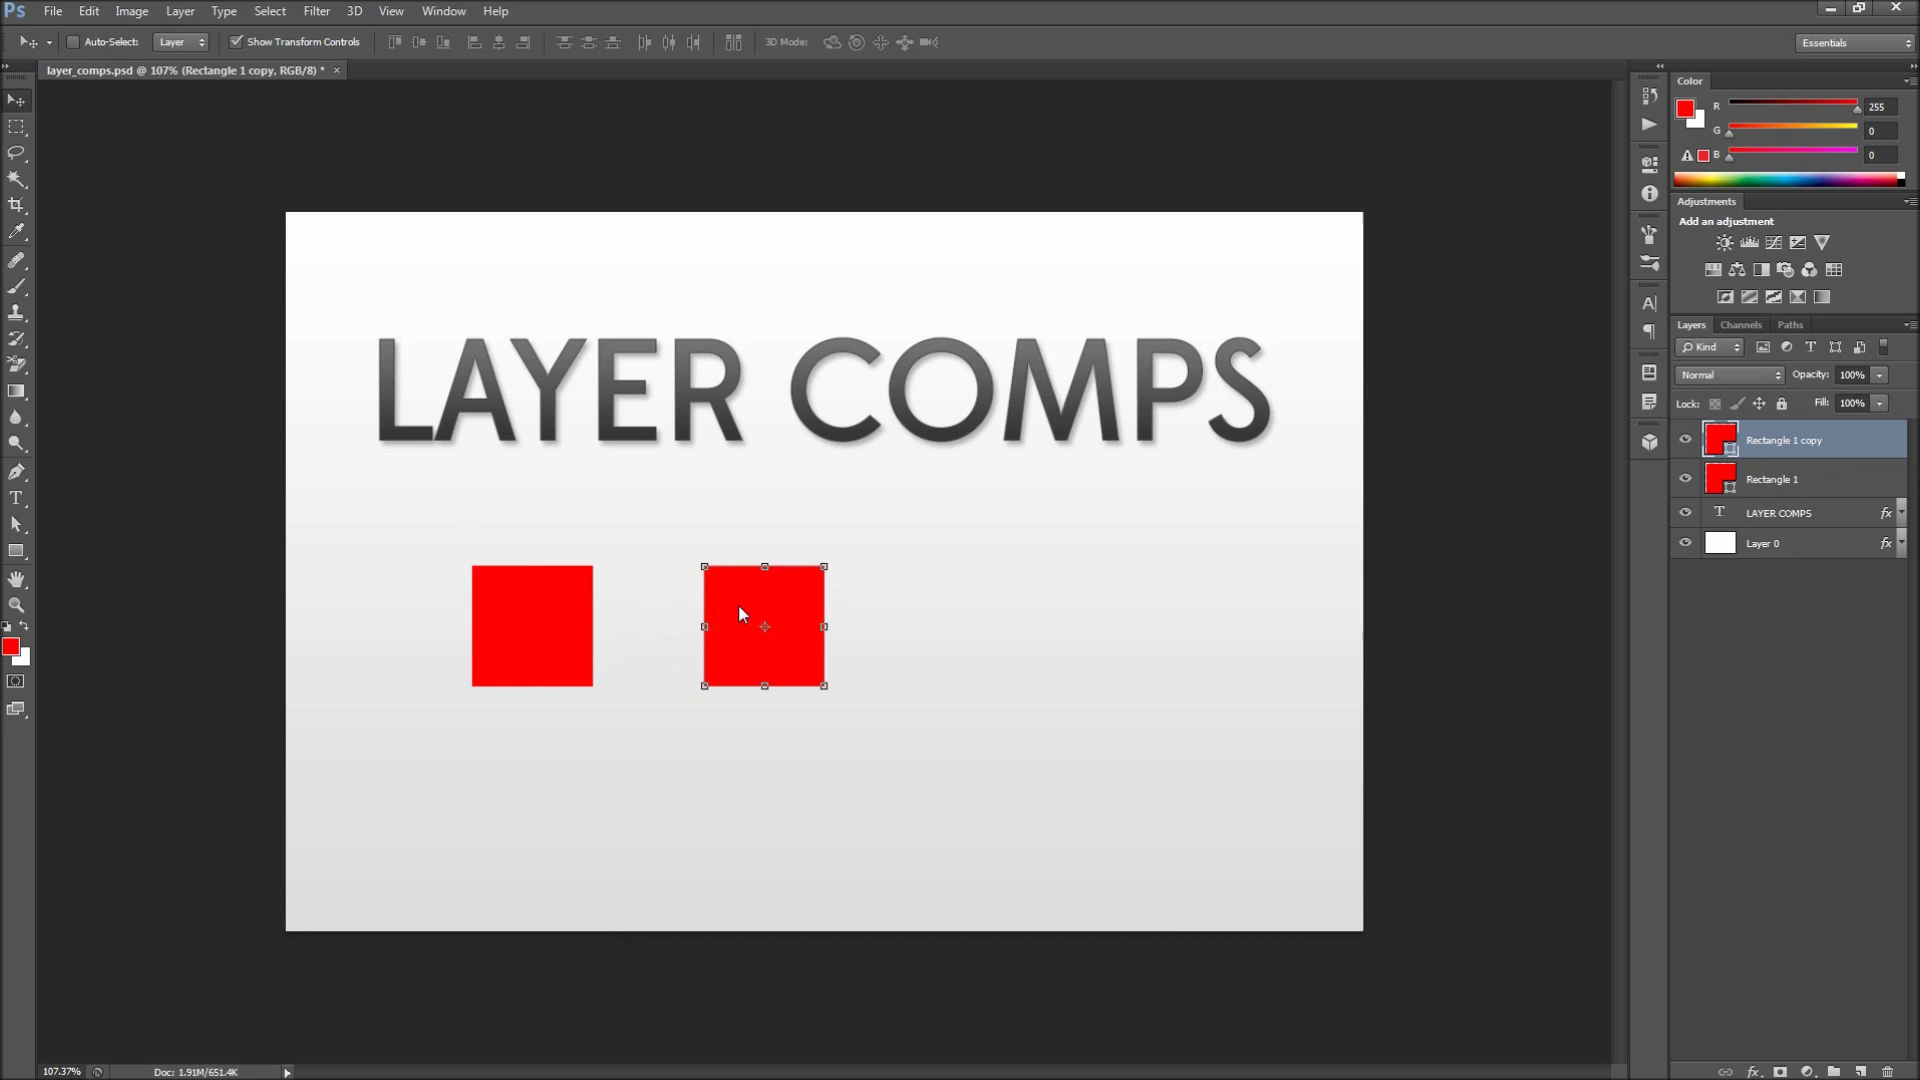 Ps File Edit Image Layer Type Select Filter 3D View Window Help
Auto-Select: Layer Show Transform Controls 3D Mode: Essentials
layer_comps.psd @ 107% (Rectangle 1 copy, RGB/8) * ×
Color
R 255
G 0
B 0
Adjustments
Add an adjustment
Layers Channels Paths
Kind
Normal Opacity: 100%
Lock: Fill: 100%
Rectangle 1 copy
Rectangle 1
LAYER COMPS fx
Layer 0 fx
LAYER COMPS
107.37% Doc: 1.91M/651.4K